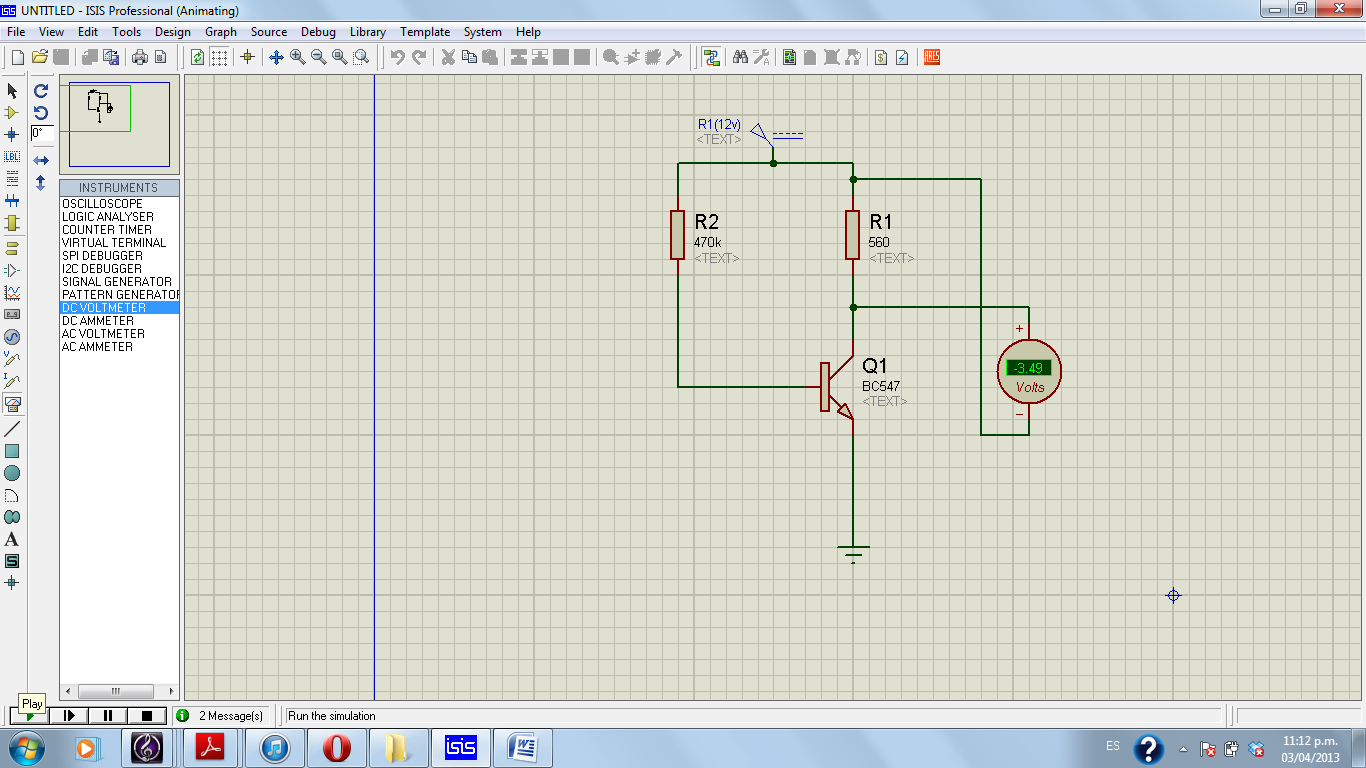 UNTITLED - ISIS Professional (Animating)
File View Edit Tools Design Graph Source Debug Library Template System Help
0°
LBL
A
S
INSTRUMENTS
OSCILLOSCOPE
LOGIC ANALYSER
COUNTER TIMER
VIRTUAL TERMINAL
SPI DEBUGGER
I2C DEBUGGER
SIGNAL GENERATOR
PATTERN GENERATOR
DC VOLTMETER
DC AMMETER
AC VOLTMETER
AC AMMETER
R1(12v)
<TEXT>
R2
470k
<TEXT>
R1
560
<TEXT>
Q1
BC547
<TEXT>
+
-3.49
Volts
−
Play
2 Message(s)
Run the simulation
isis
ES
11:12 p.m.
03/04/2013